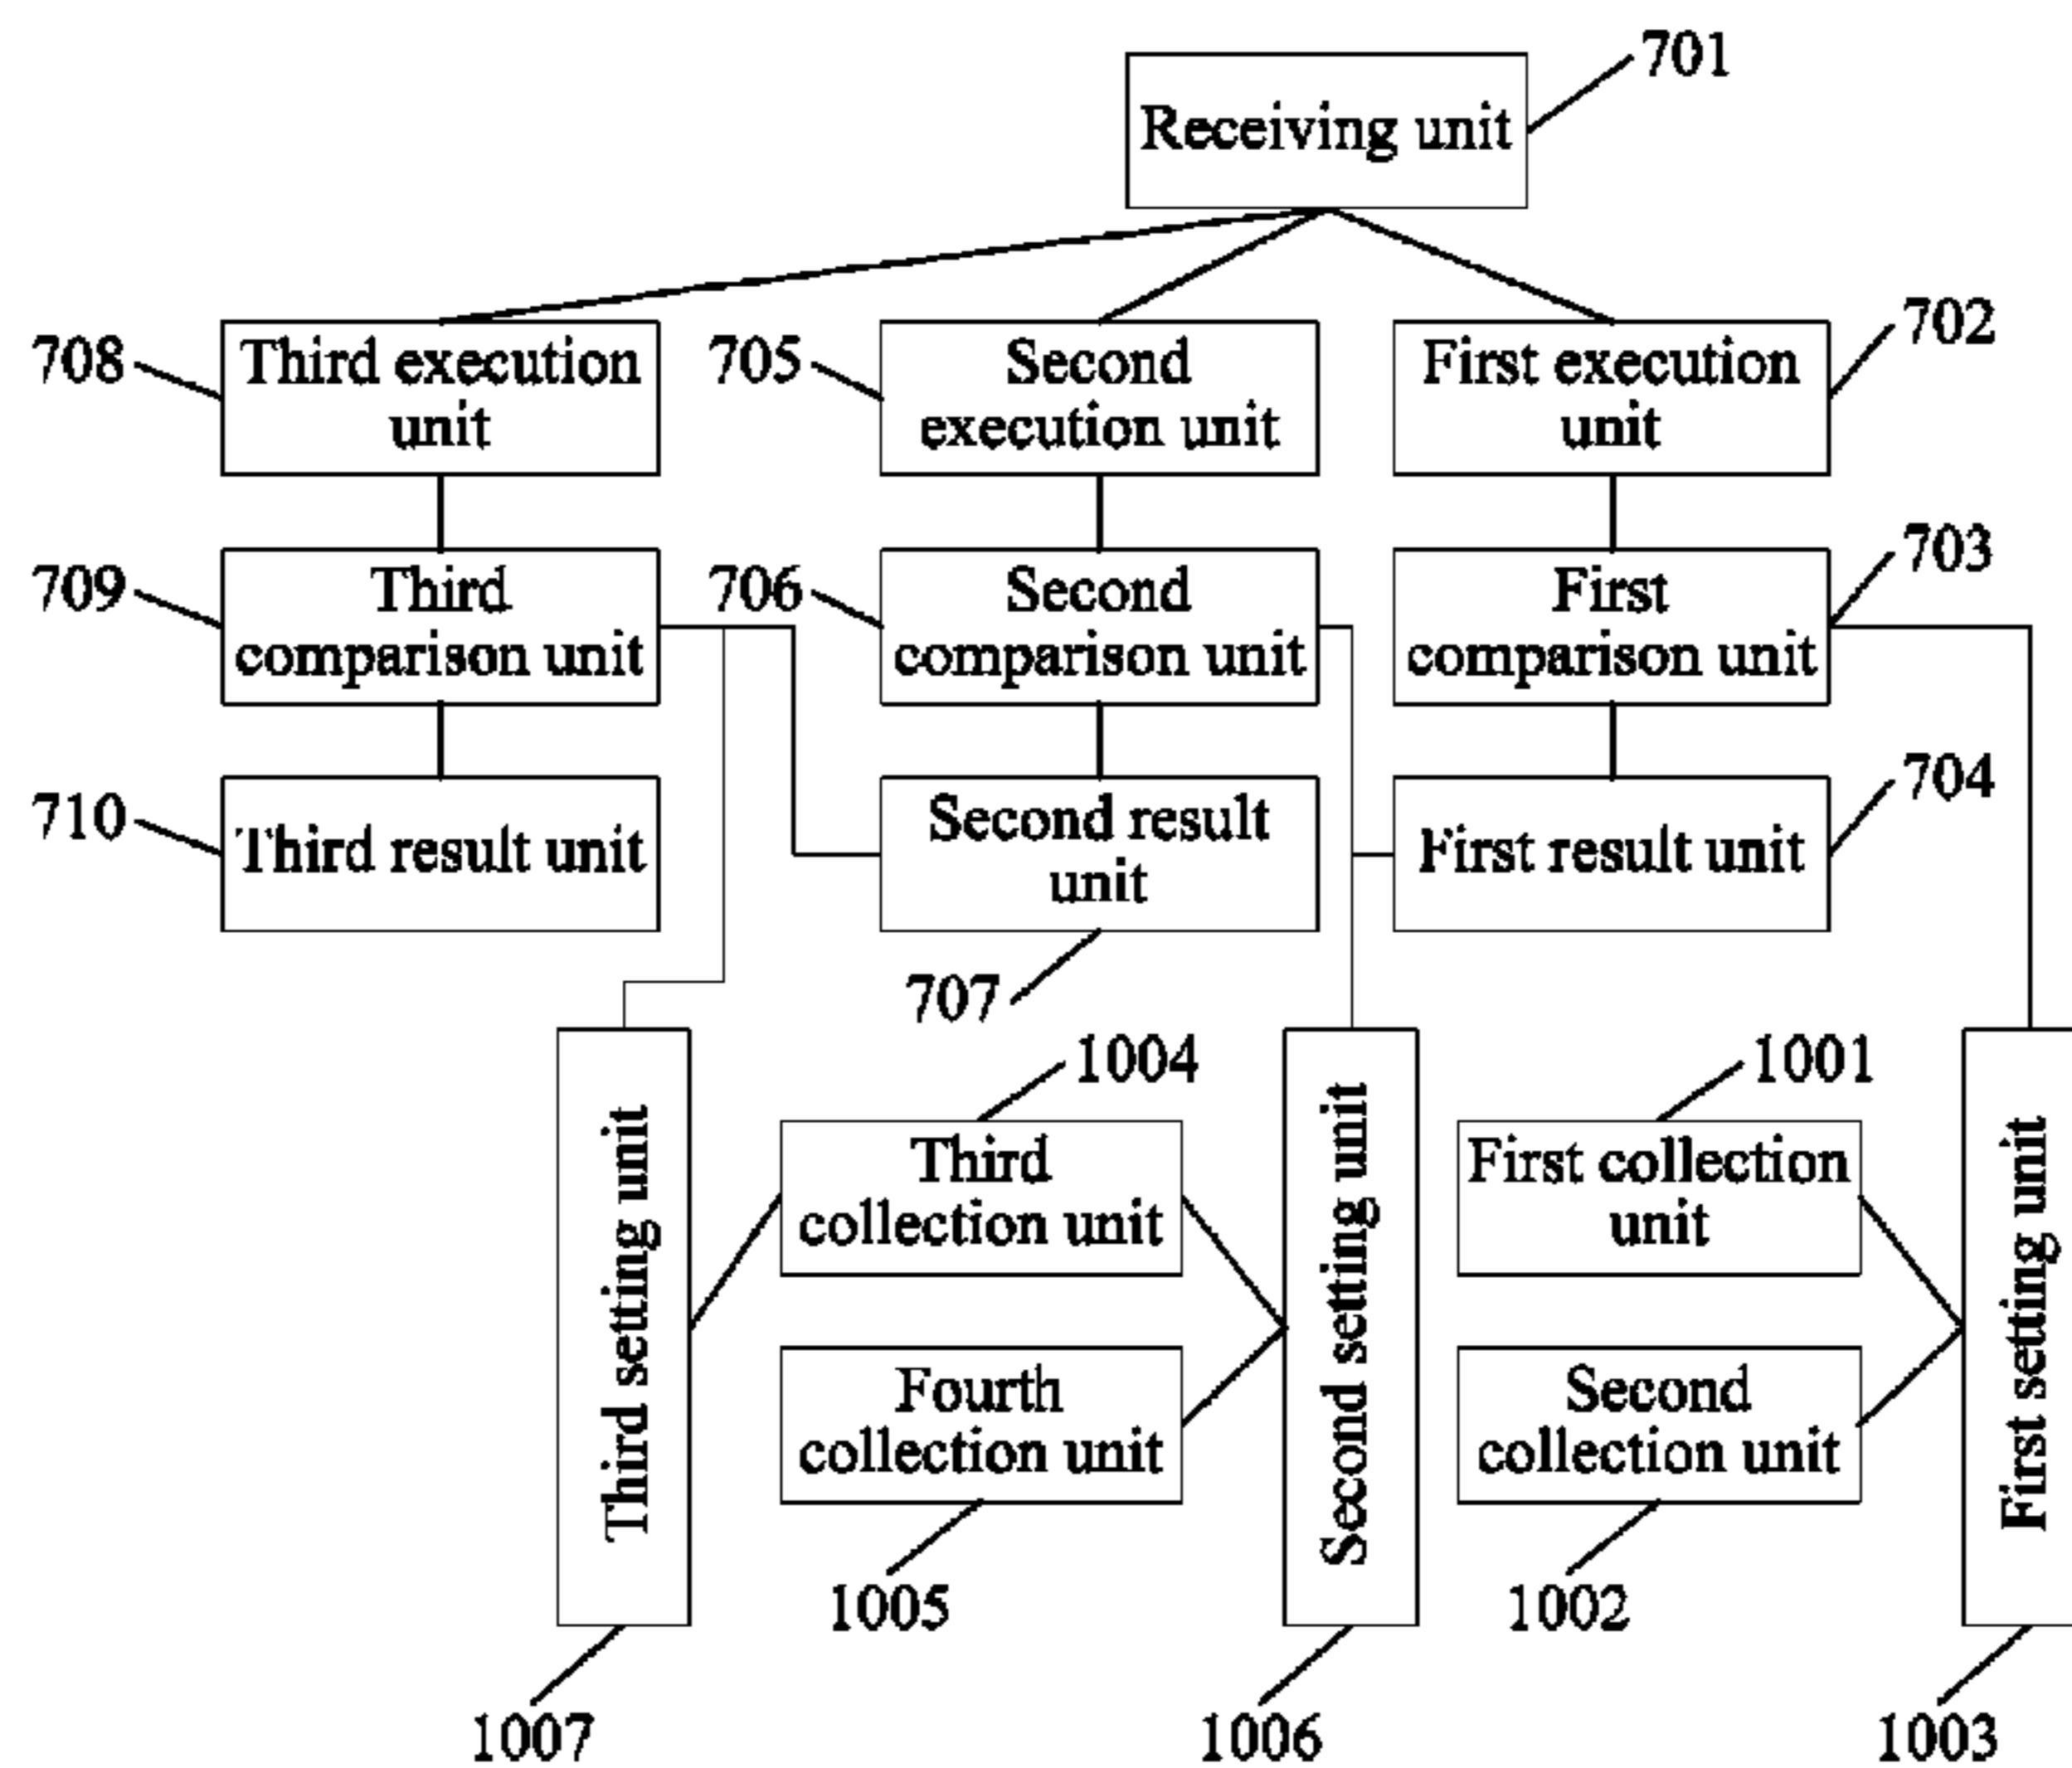 701
Receiving unit
708
Third execution
unit
705
Second
execution unit
First execution
unit
702
709
Third
comparison unit
706
Second
comparison unit
First
comparison unit
703
710
Third result unit
Second result
unit
707
First result unit
704
Third setting unit
1007
1004
Third
collection unit
Fourth
collection unit
1005
Second setting unit
1006
1001
First collection
unit
Second
collection unit
1002
First setting unit
1003